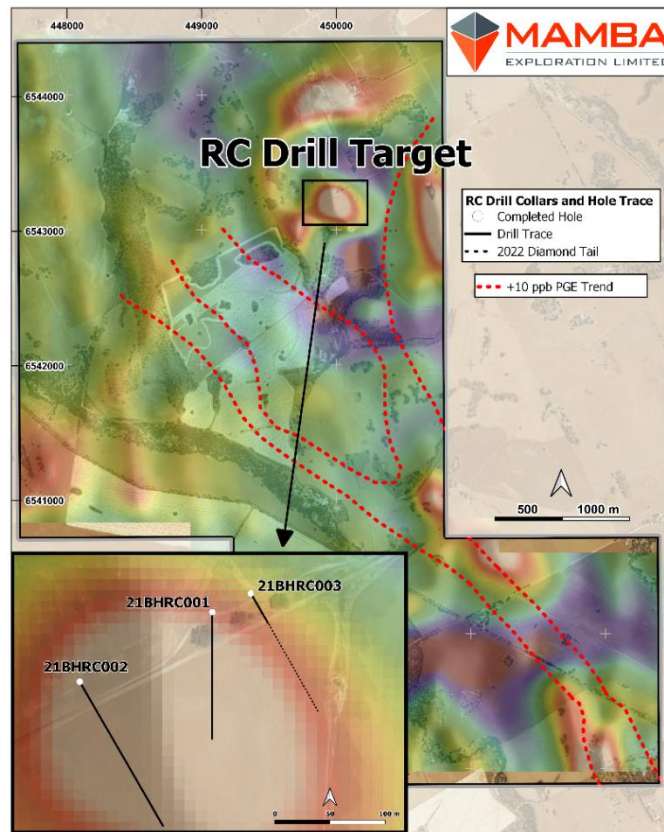 448000
449000
450000
MAMBA
EXPLORATION LIMITED
6544000
RC Drill Target
RC Drill Collars and Hole Trace
Completed Hole
Drill Trace
2022 Diamond Tail
+10 ppb PGE Trend
6543000
6542000
6541000
500 1000 m
21BHRC003
21BHRC001
21BHRC002
0 50 100 m